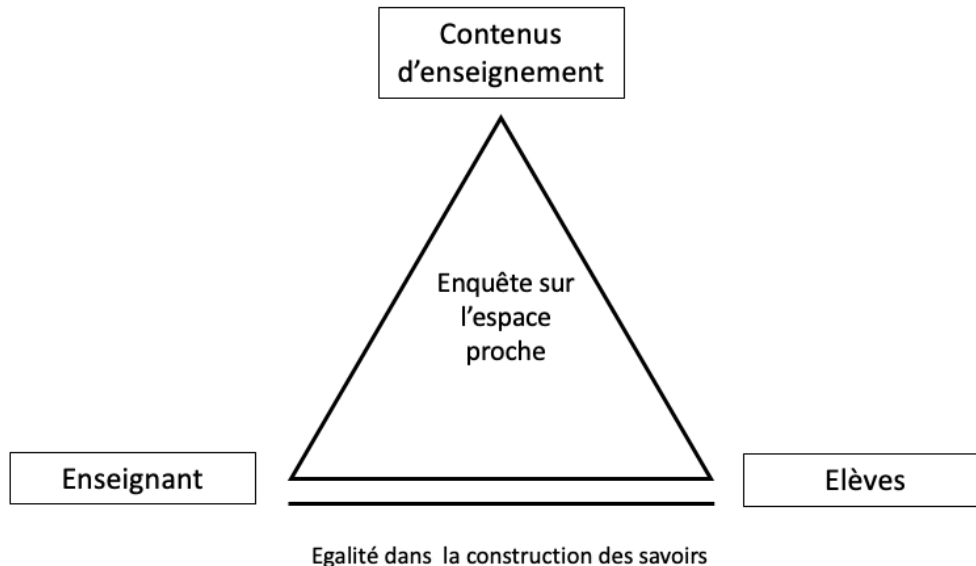 Contenus
d'enseignement
Enquête sur
l'espace
proche
Enseignant
Elèves
Egalité dans  la construction des savoirs